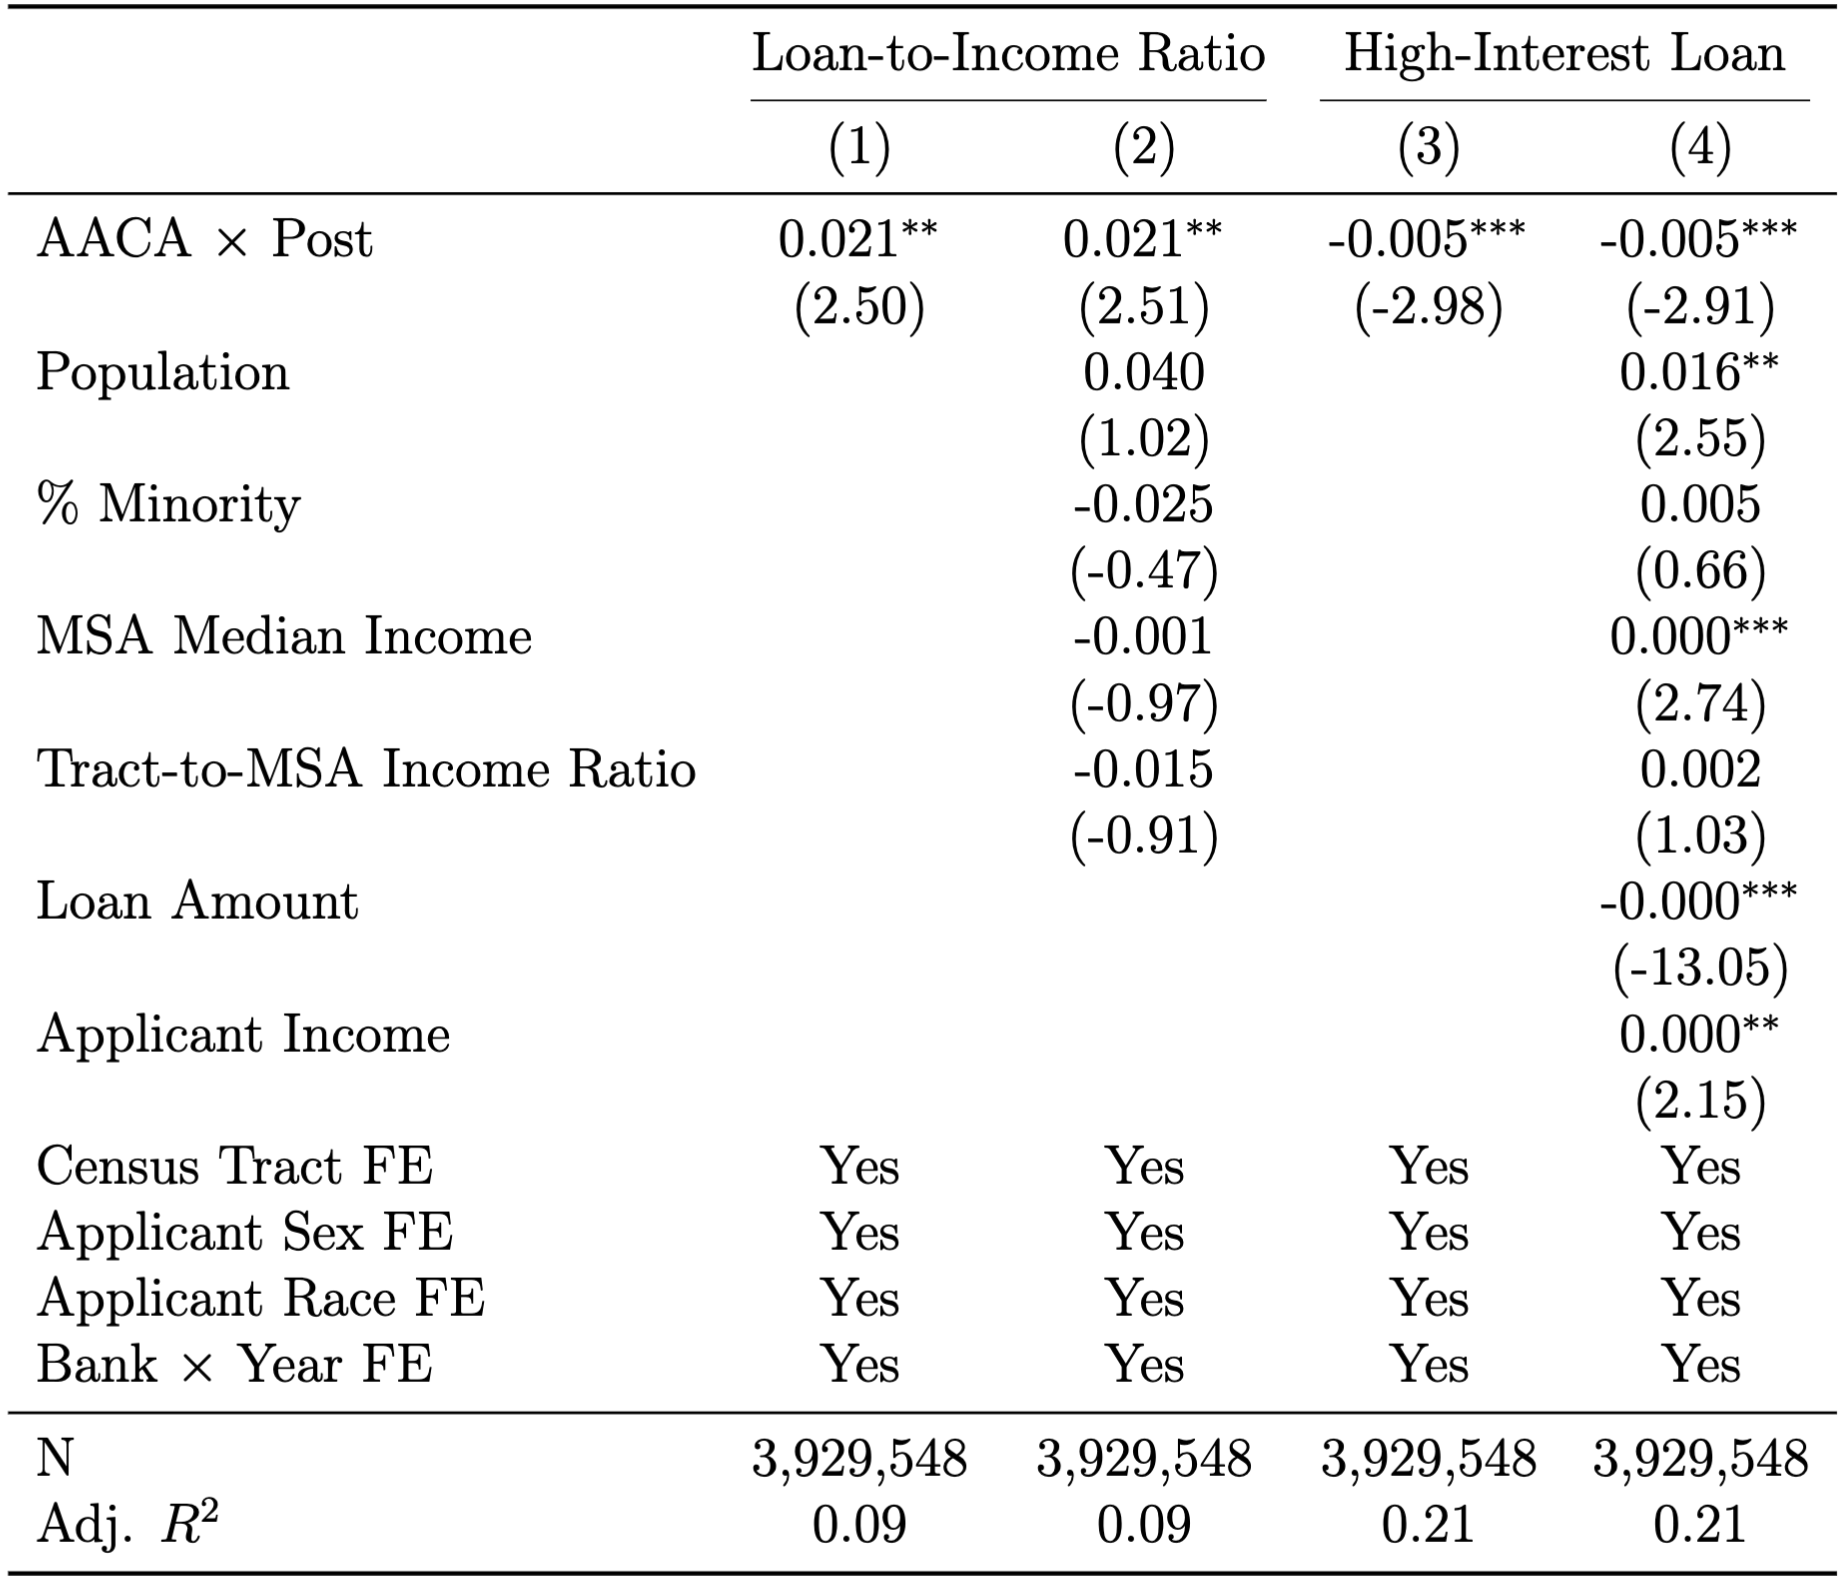 Loan-to-Income Ratio High-Interest Loan
(1) (2) (3) (4)
AACA × Post 0.021** 0.021** -0.005*** -0.005***
(2.50) (2.51) (-2.98) (-2.91)
Population 0.040 0.016**
(1.02) (2.55)
% Minority -0.025 0.005
(-0.47) (0.66)
MSA Median Income -0.001 0.000***
(-0.97) (2.74)
Tract-to-MSA Income Ratio -0.015 0.002
(-0.91) (1.03)
Loan Amount -0.000***
(-13.05)
Applicant Income 0.000**
(2.15)
Census Tract FE Yes Yes Yes Yes
Applicant Sex FE Yes Yes Yes Yes
Applicant Race FE Yes Yes Yes Yes
Bank × Year FE Yes Yes Yes Yes
N 3,929,548 3,929,548 3,929,548 3,929,548
Adj. R² 0.09 0.09 0.21 0.21